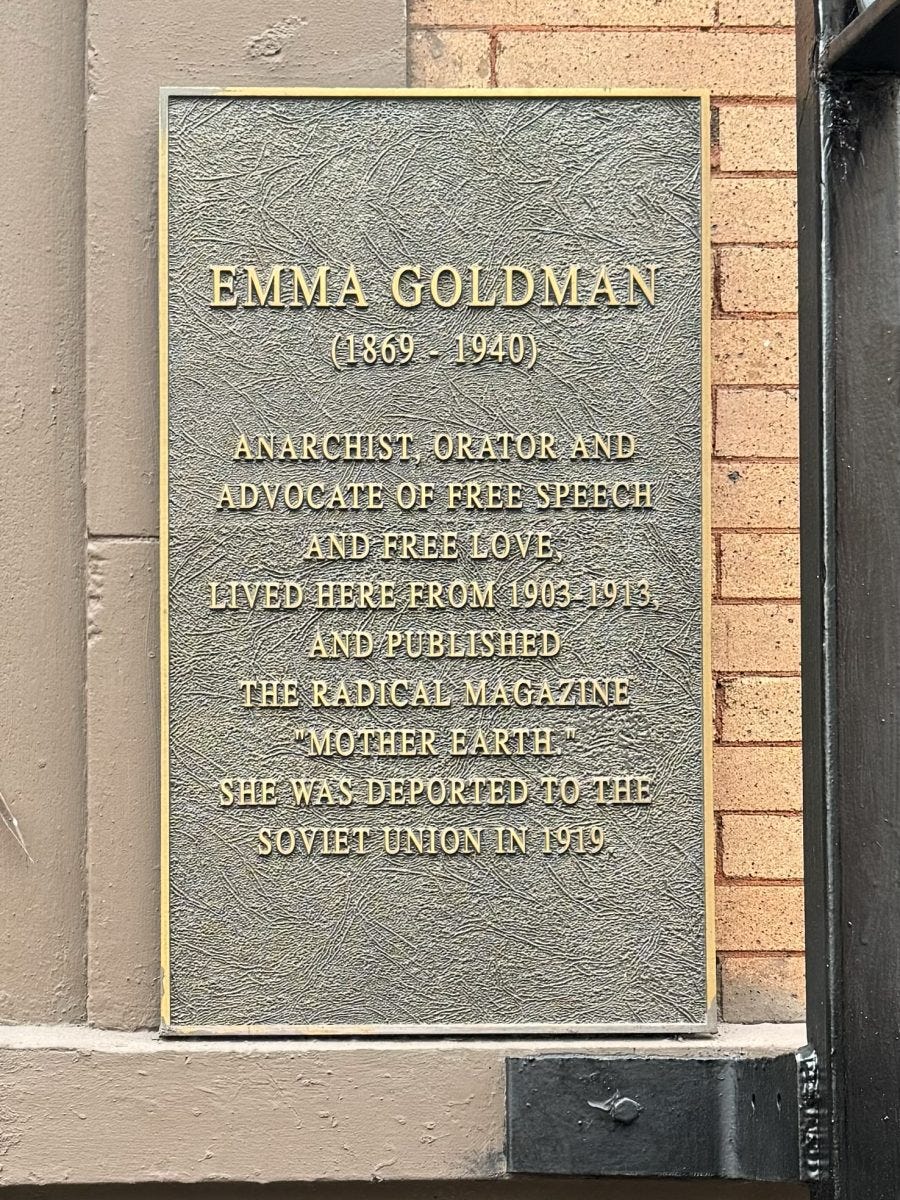 EMMA GOLDMAN
(1869 - 1940)
ANARCHIST, ORATOR AND
ADVOCATE OF FREE SPEECH
AND FREE LOVE,
LIVED HERE FROM 1903-1913,
AND PUBLISHED
THE RADICAL MAGAZINE
"MOTHER EARTH."
SHE WAS DEPORTED TO THE
SOVIET UNION IN 1919.